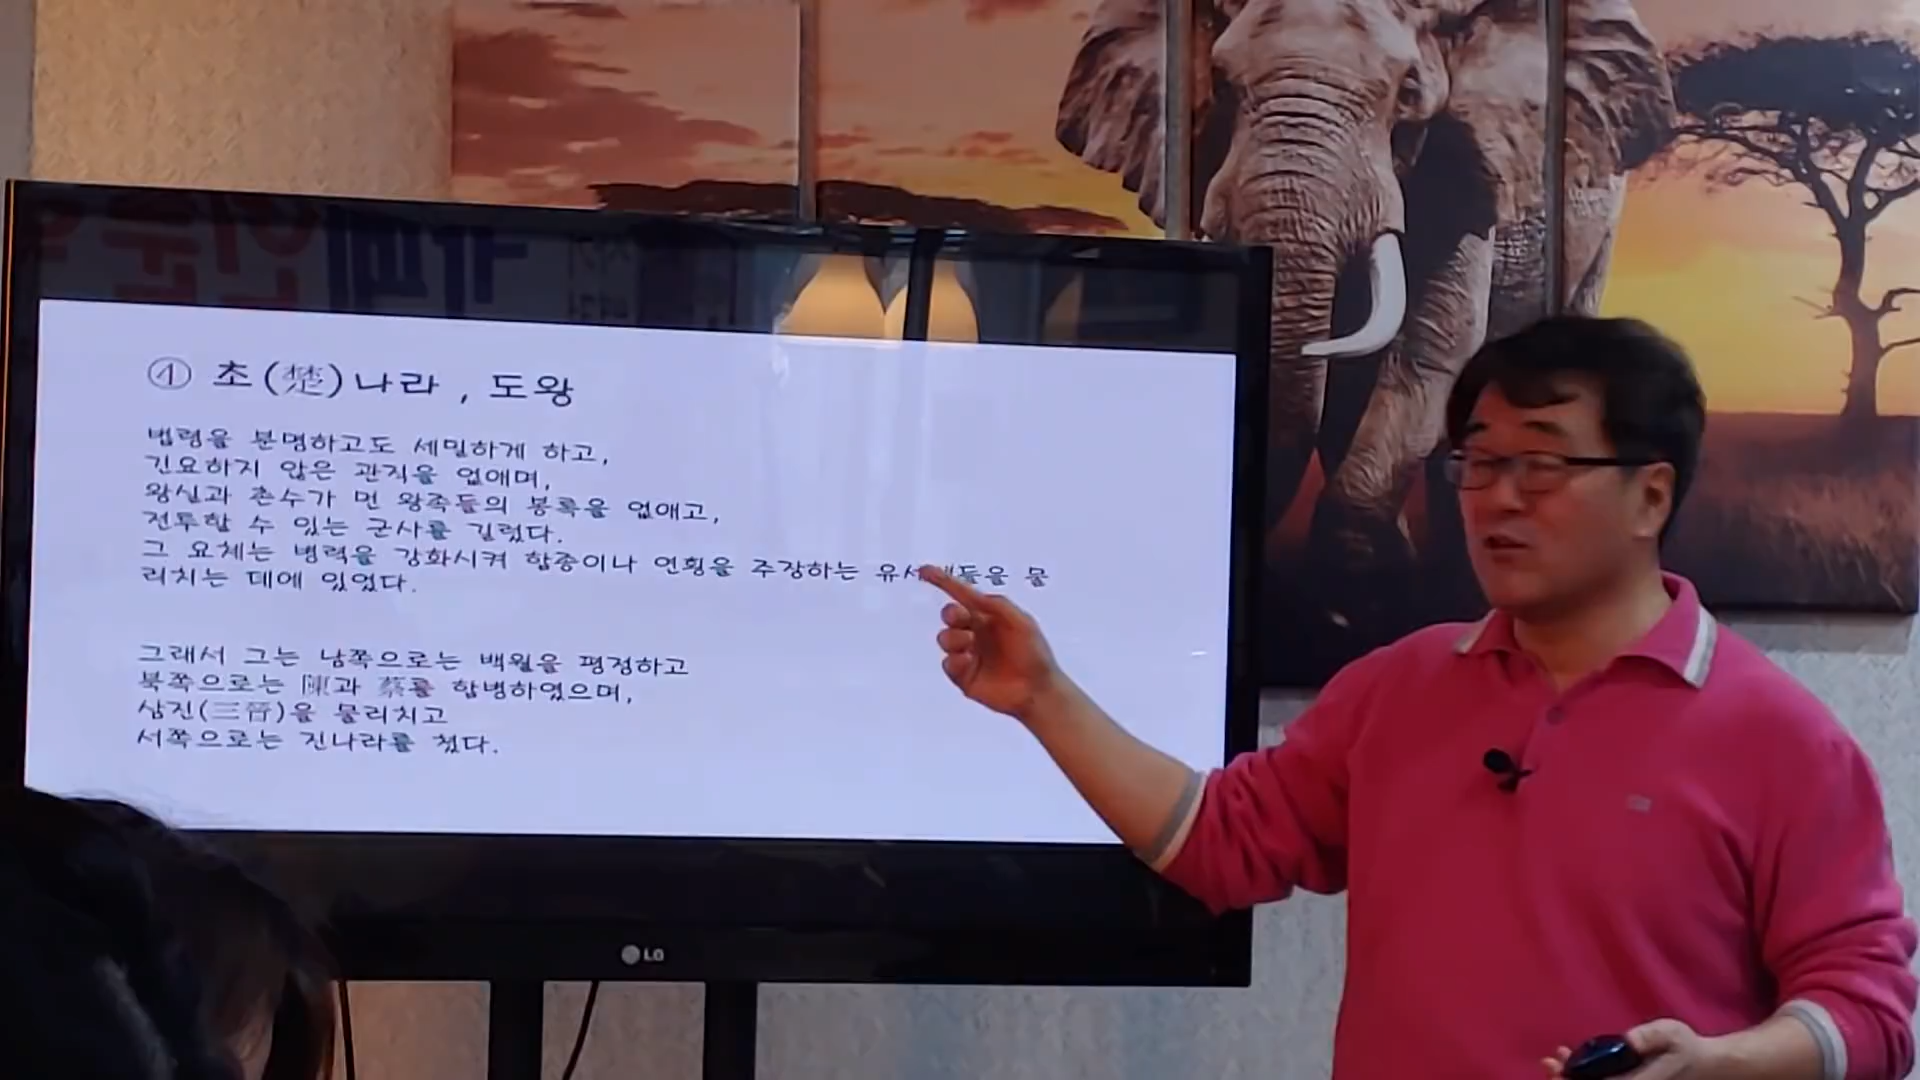 ④ 초(楚)나라 , 도왕
법령을 분명하고도 세밀하게 하고,
긴요하지 않은 관직을 없애며,
왕실과 촌수가 먼 왕족들의 봉록을 없애고,
전투할 수 있는 군사를 길렀다.
그 요체는 병력을 강화시켜 합종이나 연횡을 주장하는 물
리치는 데에 있었다.
그래서 그는 남쪽으로는 백월을 평정하고
북쪽으로는 陳과 蔡를 합병하였으며,
삼진(三晉)을 물리치고
서쪽으로는 진나라를 쳤다.
LG